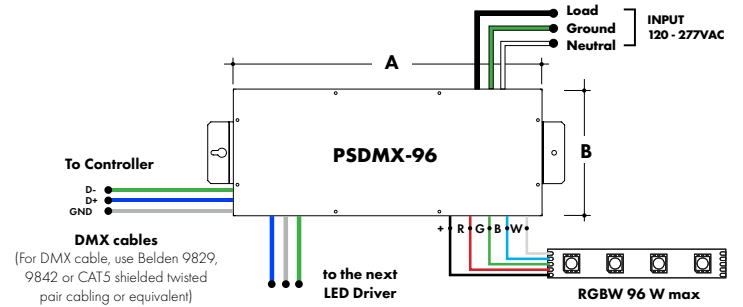 Load
Ground
Neutral
INPUT
120 - 277VAC
A
PSDMX-96
B
To Controller
D-
D+
GND
DMX cables
(For DMX cable, use Belden 9829,
9842 or CAT5 shielded twisted
pair cabling or equivalent)
to the next
LED Driver
+ R G B W
RGBW 96 W max